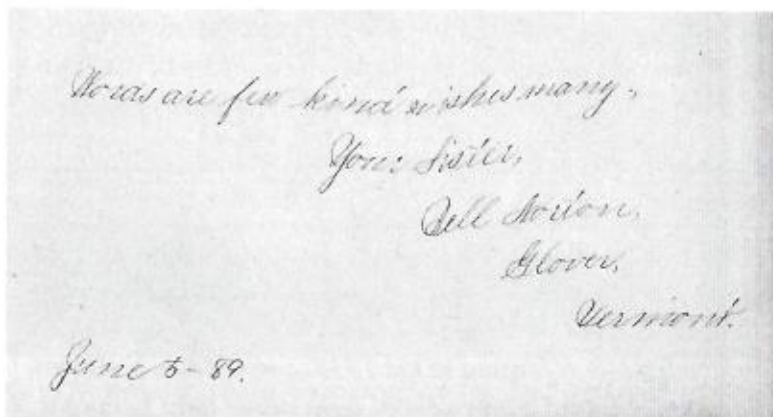 Words are few kind wishes many,
Your Sister,
Dell Norton,
Glover,
Vermont.
June 5-89.